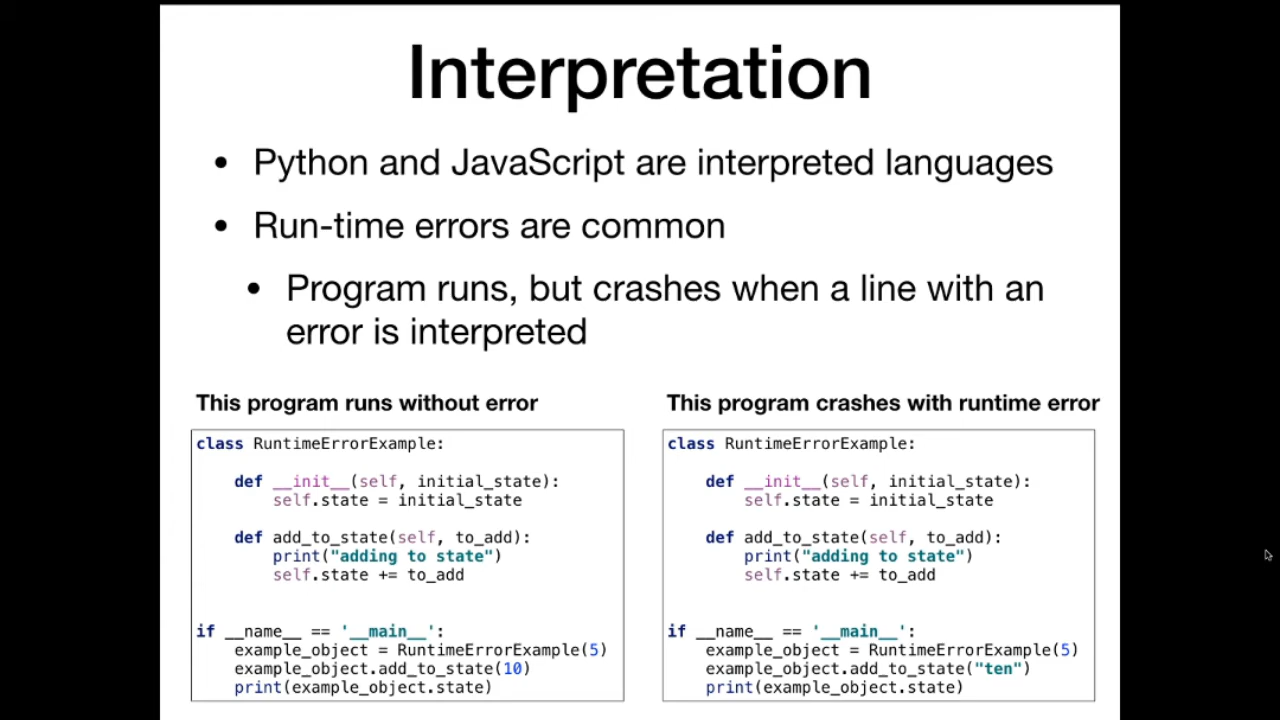 Interpretation
• Python and JavaScript are interpreted languages
• Run-time errors are common
• Program runs, but crashes when a line with an
error is interpreted
This program runs without error
class RuntimeErrorExample:
def __init__(self, initial_state):
self.state = initial_state
def add_to_state(self, to_add):
print("adding to state")
self.state += to_add
if __name__ == '__main__':
example_object = RuntimeErrorExample(5)
example_object.add_to_state(10)
print(example_object.state)
This program crashes with runtime error
class RuntimeErrorExample:
def __init__(self, initial_state):
self.state = initial_state
def add_to_state(self, to_add):
print("adding to state")
self.state += to_add
if __name__ == '__main__':
example_object = RuntimeErrorExample(5)
example_object.add_to_state("ten")
print(example_object.state)